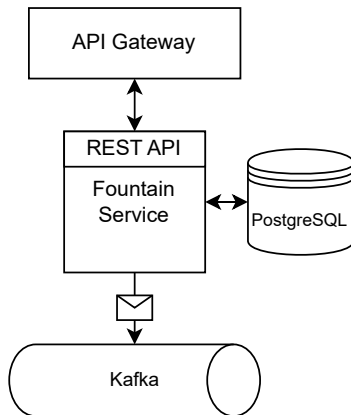 API Gateway
REST API
Fountain
Service
PostgreSQL
Kafka